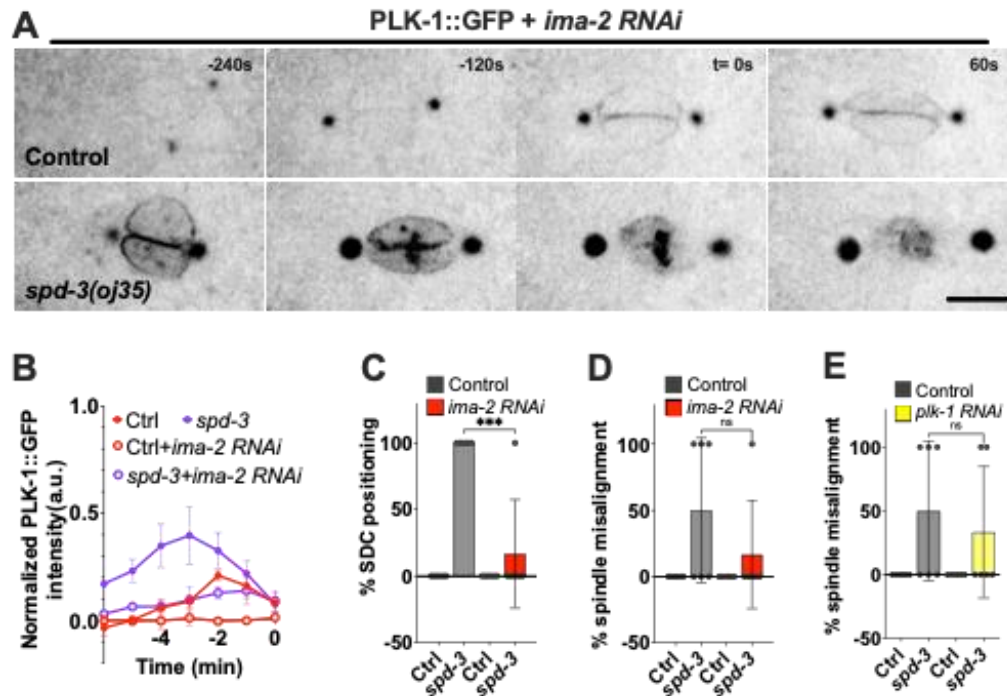 A
PLK-1::GFP + ima-2 RNAi
-240s
-120s
t= 0s
60s
Control
spd-3(oj35)
B
Normalized PLK-1::GFP
intensity(a.u.)
1.0
0.5
0.0
Ctrl
spd-3
Ctrl+ima-2 RNAi
spd-3+ima-2 RNAi
-4
-2
0
Time (min)
C
Control
ima-2 RNAi
% SDC positioning
100
50
0
-50
***
Ctrl
spd-3
Ctrl
spd-3
D
Control
ima-2 RNAi
% spindle misalignment
100
50
0
-50
ns
Ctrl
spd-3
Ctrl
spd-3
E
Control
plk-1 RNAi
% spindle misalignment
100
50
0
-50
ns
Ctrl
spd-3
Ctrl
spd-3